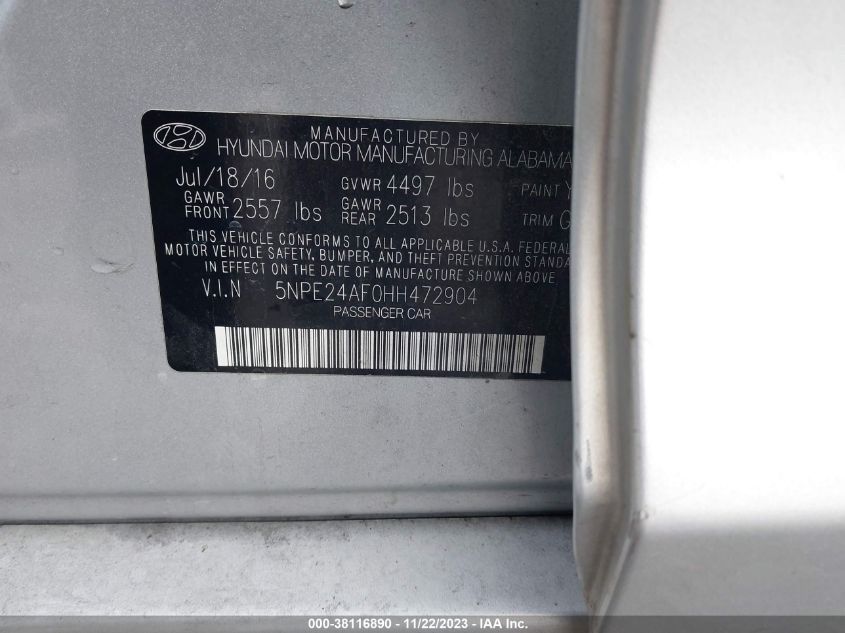 MANUFACTURED BY
HYUNDAI MOTOR MANUFACTURING ALABAMA
Jul/18/16 GVWR 4497 lbs PAINT
GAWR FRONT 2557 lbs GAWR REAR 2513 lbs TRIM
THIS VEHICLE CONFORMS TO ALL APPLICABLE U.S.A. FEDERAL
MOTOR VEHICLE SAFETY, BUMPER, AND THEFT PREVENTION STANDA
IN EFFECT ON THE DATE OF MANUFACTURE SHOWN ABOVE
V.I.N 5NPE24AF0HH472904
PASSENGER CAR
000-38116890 - 11/22/2023 - IAA Inc.